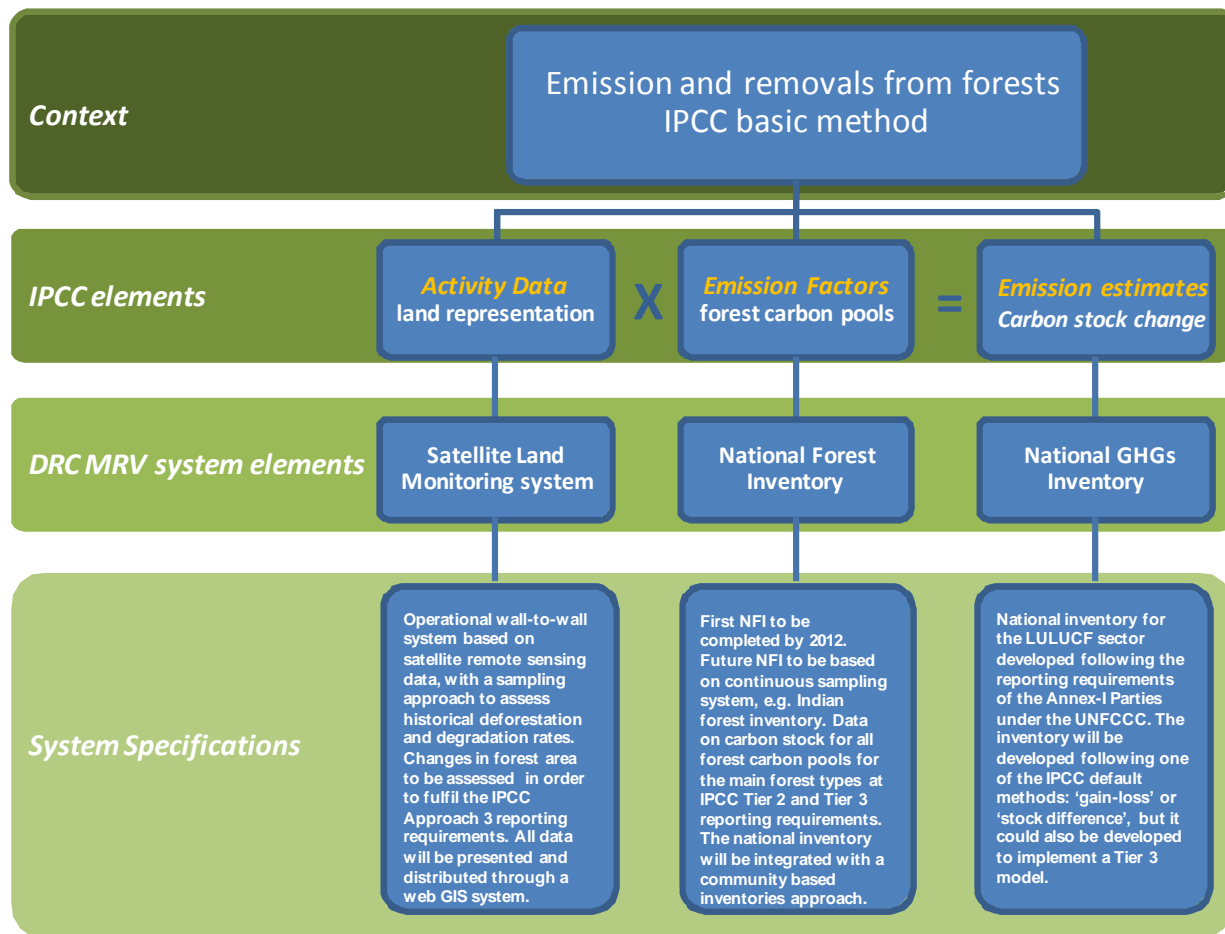 Context
Emission and removals from forests
IPCC basic method
IPCC elements
Activity Data
land representation
X
Emission Factors
forest carbon pools
=
Emission estimates
Carbon stock change
DRC MRV system elements
Satellite Land
Monitoring system
National Forest
Inventory
National GHGs
Inventory
System Specifications
Operational wall-to-wall
system based on
satellite remote sensing
data, with a sampling
approach to assess
historical deforestation
and degradation rates.
Changes in forest area
to be assessed in order
to fulfil the IPCC
Approach 3 reporting
requirements. All data
will be presented and
distributed through a
web GIS system.
First NFI to be
completed by 2012.
Future NFI to be based
on continuous sampling
system, e.g. Indian
forest inventory. Data
on carbon stock for all
forest carbon pools for
the main forest types at
IPCC Tier 2 and Tier 3
reporting requirements.
The national inventory
will be integrated with a
community based
inventories approach.
National inventory for
the LULUCF sector
developed following the
reporting requirements
of the Annex-I Parties
under the UNFCCC. The
inventory will be
developed following one
of the IPCC default
methods: ‘gain-loss’ or
‘stock difference’, but it
could also be developed
to implement a Tier 3
model.